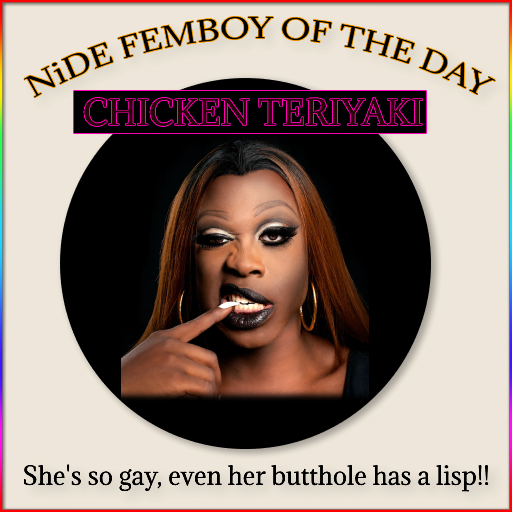 NiDE FEMBOY OF THE DAY
CHICKEN TERIYAKI
She's so gay, even her butthole has a lisp!!